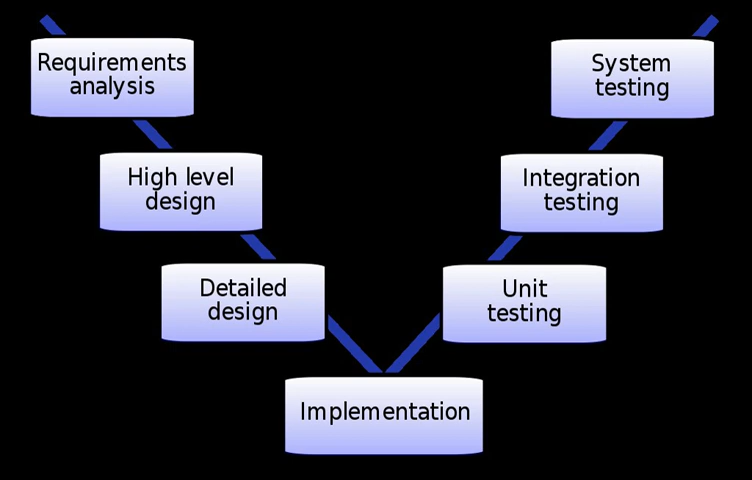 Requirements
analysis
System
testing
High level
design
Integration
testing
Detailed
design
Unit
testing
Implementation